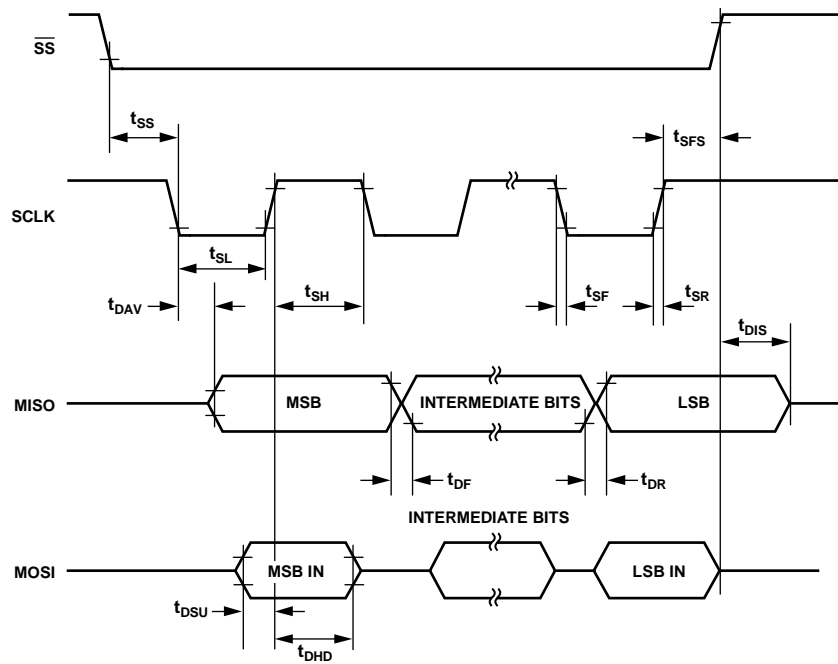 SS
tSS
tSFS
SCLK
tSL
tDAV
tSH
tSF
tSR
tDIS
MISO
MSB
INTERMEDIATE BITS
LSB
tDF
tDR
INTERMEDIATE BITS
MOSI
MSB IN
LSB IN
tDSU
tDHD